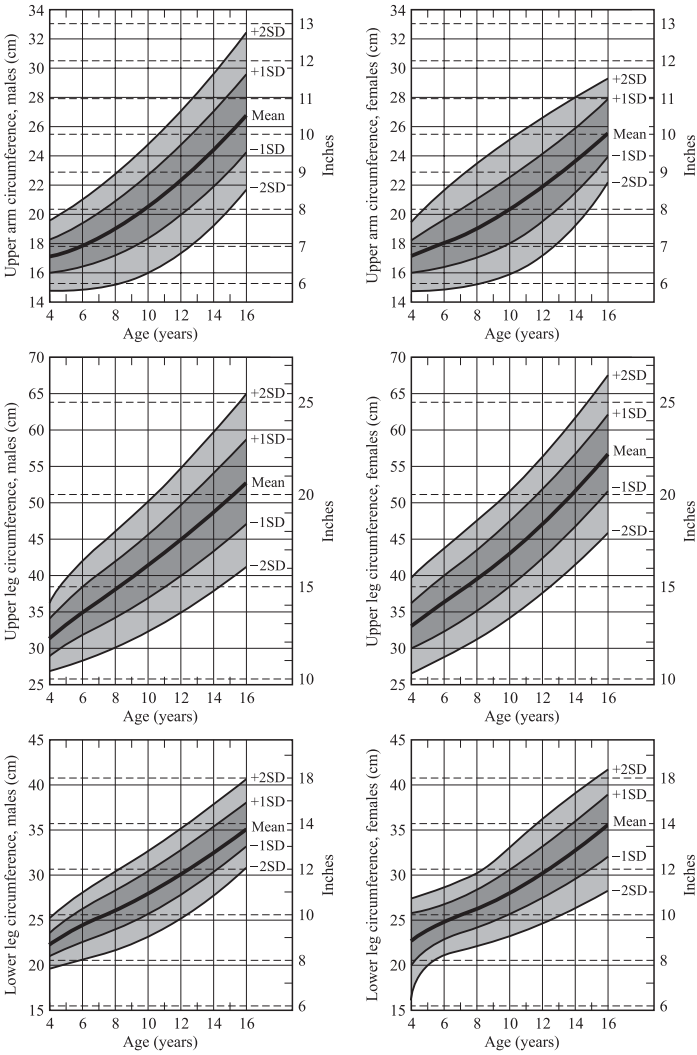 Upper arm circumference, males (cm)
34
32
30
28
26
24
22
20
18
16
14
4 6 8 10 12 14 16
Age (years)
+2SD
+1SD
Mean
−1SD
−2SD
13
12
11
10
9
8
7
6
Inches
Upper arm circumference, females (cm)
34
32
30
28
26
24
22
20
18
16
14
4 6 8 10 12 14 16
Age (years)
+2SD
+1SD
Mean
−1SD
−2SD
13
12
11
10
9
8
7
6
Inches
Upper leg circumference, males (cm)
70
65
60
55
50
45
40
35
30
25
4 6 8 10 12 14 16
Age (years)
+2SD
+1SD
Mean
−1SD
−2SD
25
20
15
10
Inches
Upper leg circumference, females (cm)
70
65
60
55
50
45
40
35
30
25
4 6 8 10 12 14 16
Age (years)
+2SD
+1SD
Mean
−1SD
−2SD
25
20
15
10
Inches
Lower leg circumference, males (cm)
45
40
35
30
25
20
15
4 6 8 10 12 14 16
Age (years)
+2SD
+1SD
Mean
−1SD
−2SD
18
14
12
10
8
6
Inches
Lower leg circumference, females (cm)
45
40
35
30
25
20
15
4 6 8 10 12 14 16
Age (years)
+2SD
+1SD
Mean
−1SD
−2SD
18
14
12
10
8
6
Inches